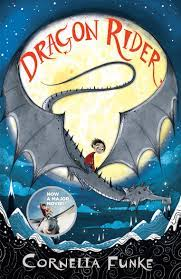 DRAGON RIDER
NOW
A MAJOR
MOVIE!
CORNELIA FUNKE